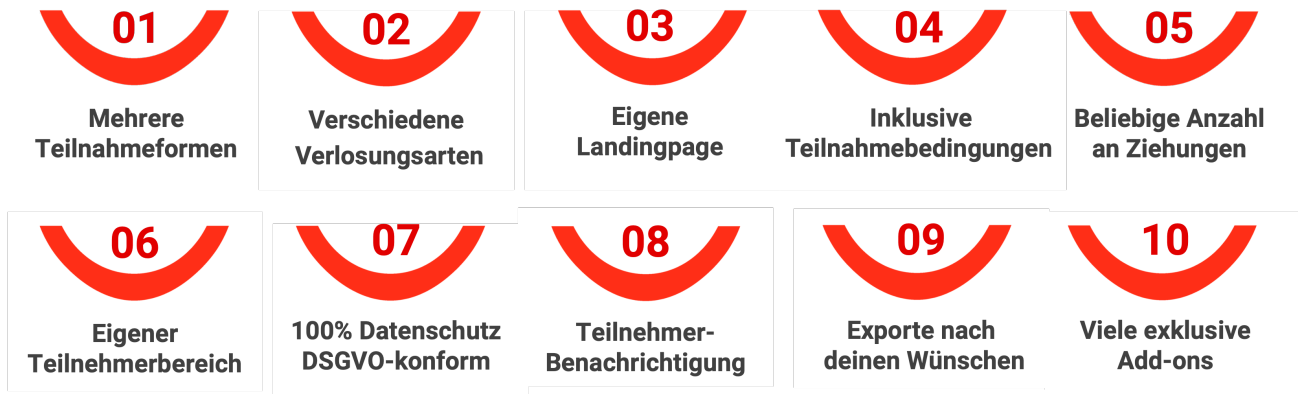 01
Mehrere
Teilnahmeformen
02
Verschiedene
Verlosungsarten
03
Eigene
Landingpage
04
Inklusive
Teilnahmebedingungen
05
Beliebige Anzahl
an Ziehungen
06
Eigener
Teilnehmerbereich
07
100% Datenschutz
DSGVO-konform
08
Teilnehmer-
Benachrichtigung
09
Exporte nach
deinen Wünschen
10
Viele exklusive
Add-ons